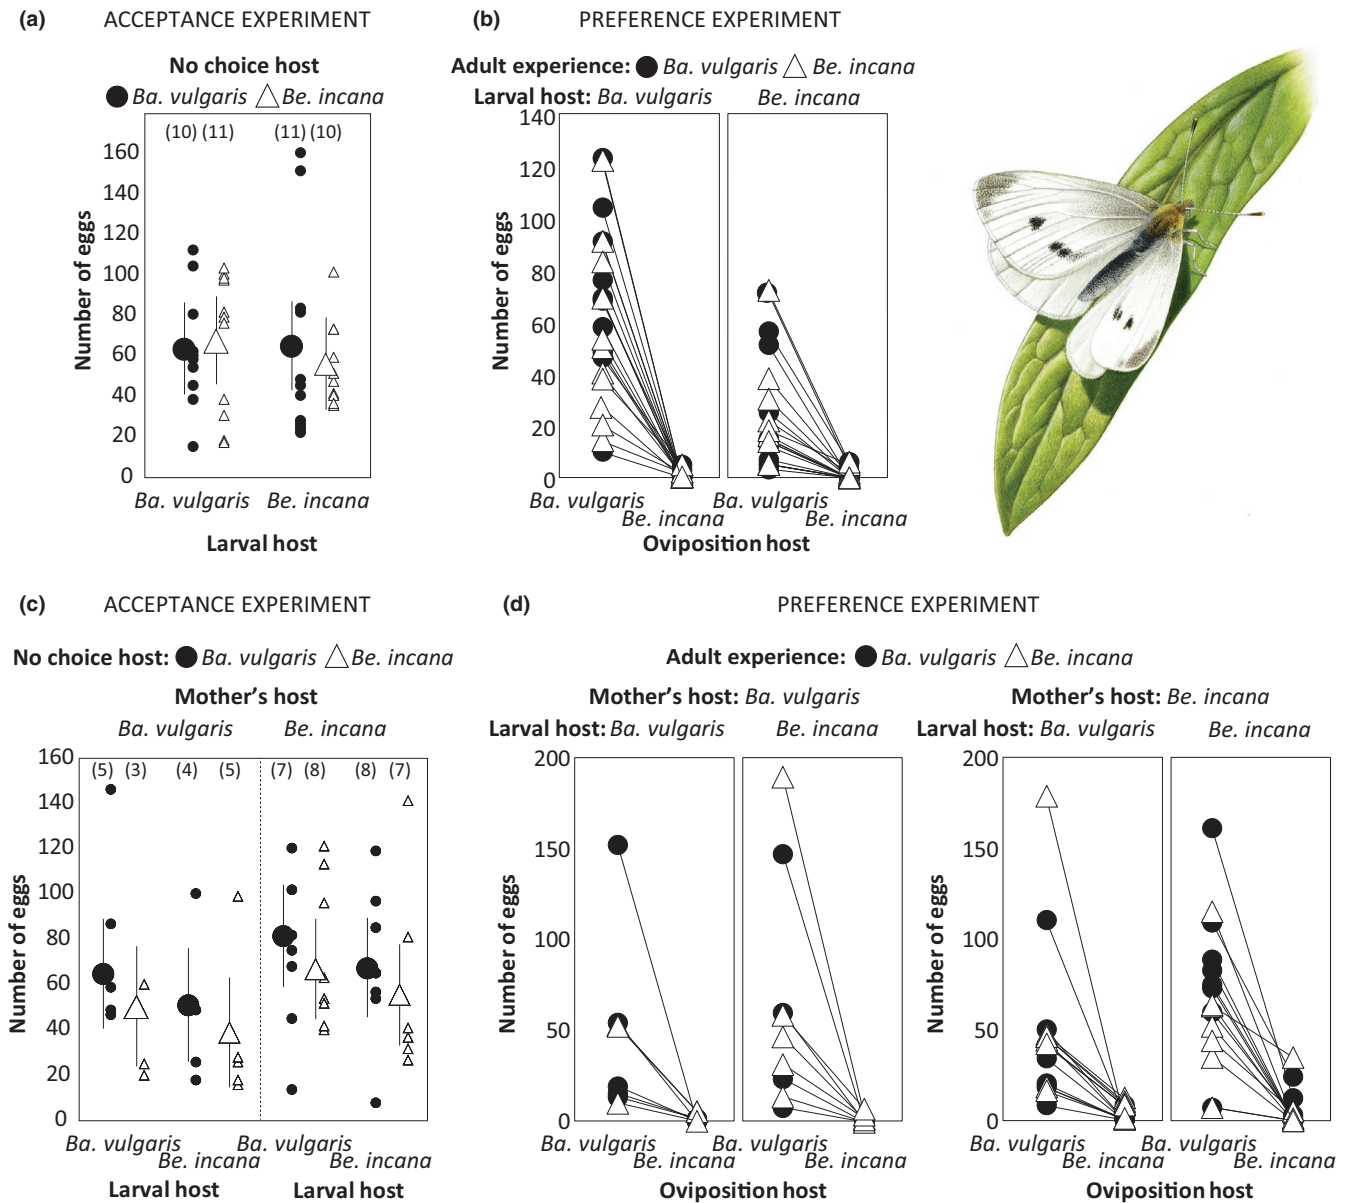 (a) ACCEPTANCE EXPERIMENT
No choice host
Ba. vulgaris Be. incana
(10) (11) (11) (10)
160
140
120
100
80
60
40
20
0
Number of eggs
Ba. vulgaris Be. incana
Larval host
(b) PREFERENCE EXPERIMENT
Adult experience: Ba. vulgaris Be. incana
Larval host: Ba. vulgaris Be. incana
140
120
100
80
60
40
20
0
Number of eggs
Ba. vulgaris Be. incana Ba. vulgaris Be. incana
Oviposition host
(c) ACCEPTANCE EXPERIMENT
No choice host: Ba. vulgaris Be. incana
Mother's host
Ba. vulgaris Be. incana
(5) (3) (4) (5) (7) (8) (8) (7)
160
140
120
100
80
60
40
20
0
Number of eggs
Ba. vulgaris Be. incana Ba. vulgaris Be. incana
Larval host Larval host
(d) PREFERENCE EXPERIMENT
Adult experience: Ba. vulgaris Be. incana
Mother's host: Ba. vulgaris
Larval host: Ba. vulgaris Be. incana
200
150
100
50
0
Number of eggs
Ba. vulgaris Be. incana Ba. vulgaris Be. incana
Oviposition host
Mother's host: Be. incana
Larval host: Ba. vulgaris Be. incana
200
150
100
50
0
Number of eggs
Ba. vulgaris Be. incana Ba. vulgaris Be. incana
Oviposition host